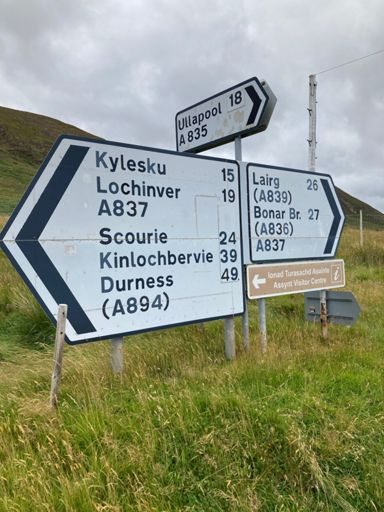 Ullapool 18
A 835
Kylesku 15
Lochinver 19
A837
Scourie 24
Kinlochbervie 39
Durness 49
(A894)
Lairg 26
(A839)
Bonar Br. 27
(A836)
A837
Ionad Turasachd Asainte
Assynt Visitor Centre
i